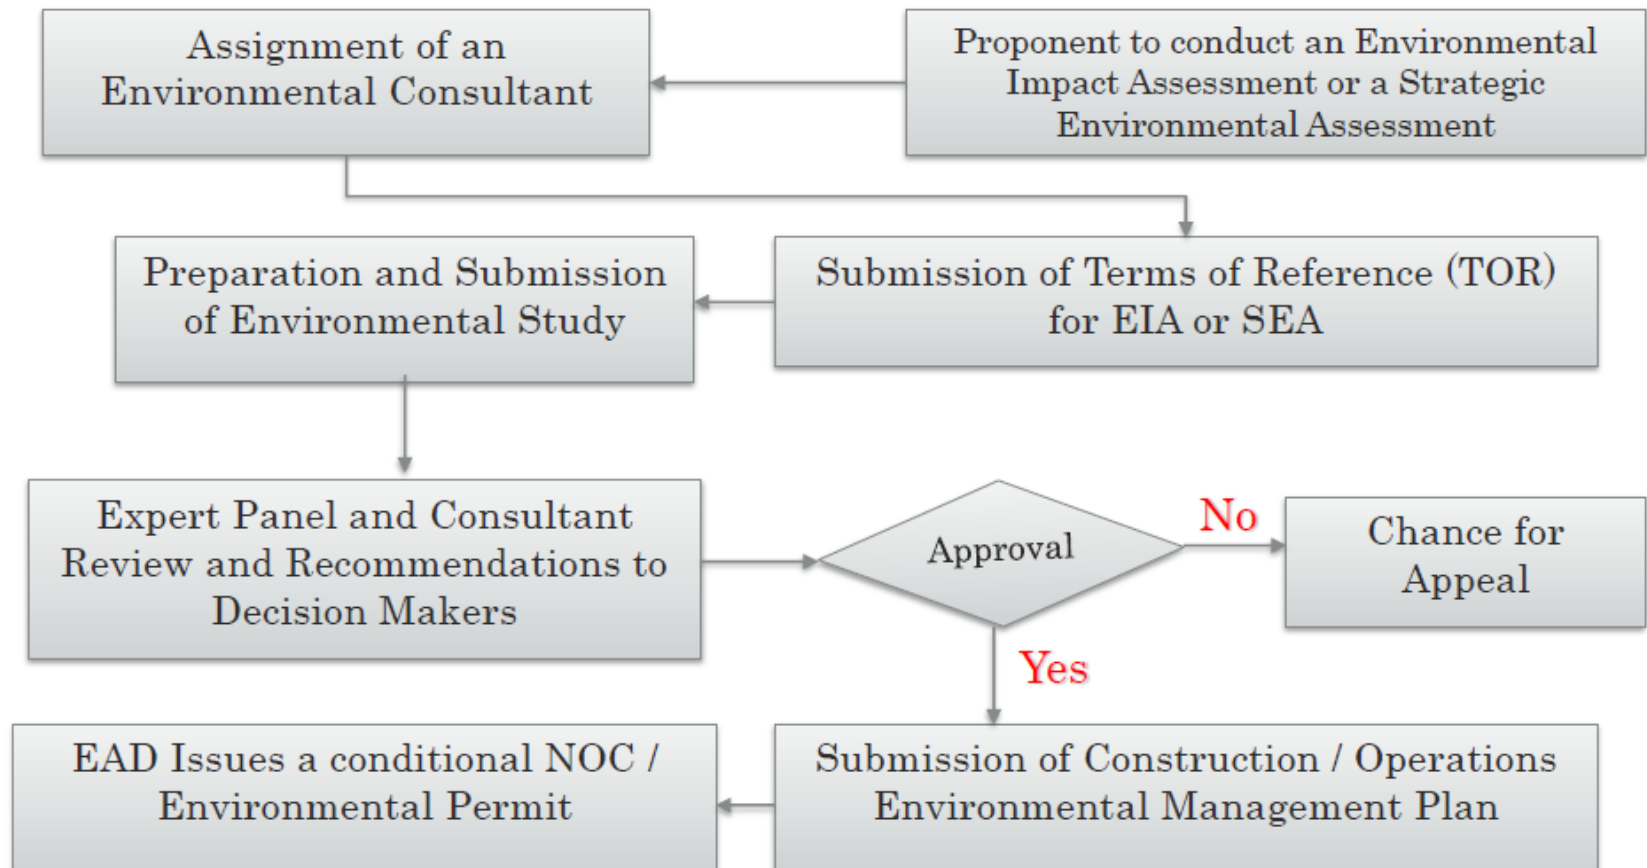 Assignment of an
Environmental Consultant
Proponent to conduct an Environmental
Impact Assessment or a Strategic
Environmental Assessment
Preparation and Submission
of Environmental Study
Submission of Terms of Reference (TOR)
for EIA or SEA
Expert Panel and Consultant
Review and Recommendations to
Decision Makers
Approval
No
Chance for
Appeal
Yes
EAD Issues a conditional NOC /
Environmental Permit
Submission of Construction / Operations
Environmental Management Plan